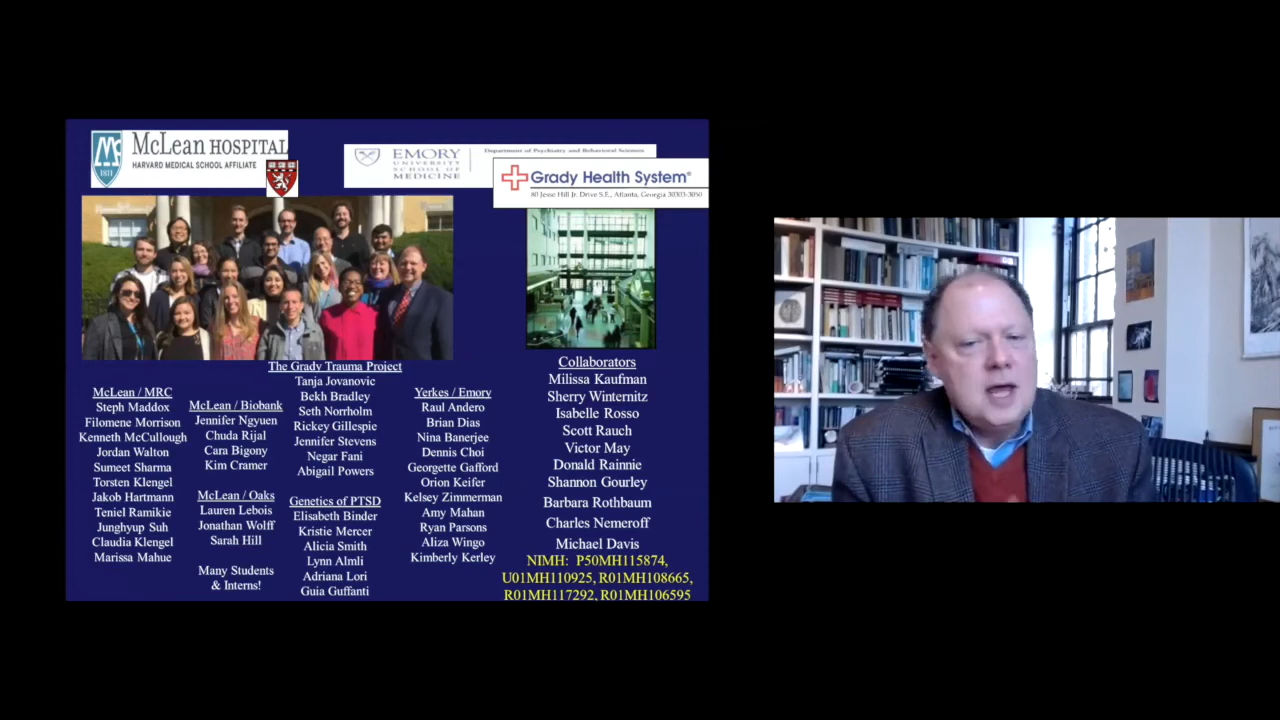 McLEAN HOSPITAL
HARVARD MEDICAL SCHOOL AFFILIATE
1811
EMORY
UNIVERSITY
SCHOOL OF
MEDICINE
Department of Psychiatry and Behavioral Sciences
Grady Health System®
80 Jesse Hill Jr. Drive S.E., Atlanta, Georgia 30303-3050
McLean / MRC
Steph Maddox
Filomene Morrison
Kenneth McCullough
Jordan Walton
Sumeet Sharma
Torsten Klengel
Jakob Hartmann
Teniel Ramikie
Junghyup Suh
Claudia Klengel
Marissa Mahue
McLean / Biobank
Jennifer Ngyuen
Chuda Rijal
Cara Bigony
Kim Cramer
McLean / Oaks
Lauren Lebois
Jonathan Wolff
Sarah Hill
Many Students
& Interns!
The Grady Trauma Project
Tanja Jovanovic
Bekh Bradley
Seth Norrholm
Rickey Gillespie
Jennifer Stevens
Negar Fani
Abigail Powers
Genetics of PTSD
Elisabeth Binder
Kristie Mercer
Alicia Smith
Lynn Almli
Adriana Lori
Guia Guffanti
Yerkes / Emory
Raul Andero
Brian Dias
Nina Banerjee
Dennis Choi
Georgette Gafford
Orion Keifer
Kelsey Zimmerman
Amy Mahan
Ryan Parsons
Aliza Wingo
Kimberly Kerley
Collaborators
Milissa Kaufman
Sherry Winternitz
Isabelle Rosso
Scott Rauch
Victor May
Donald Rainnie
Shannon Gourley
Barbara Rothbaum
Charles Nemeroff
Michael Davis
NIMH: P50MH115874,
U01MH110925, R01MH108665,
R01MH117292, R01MH106595